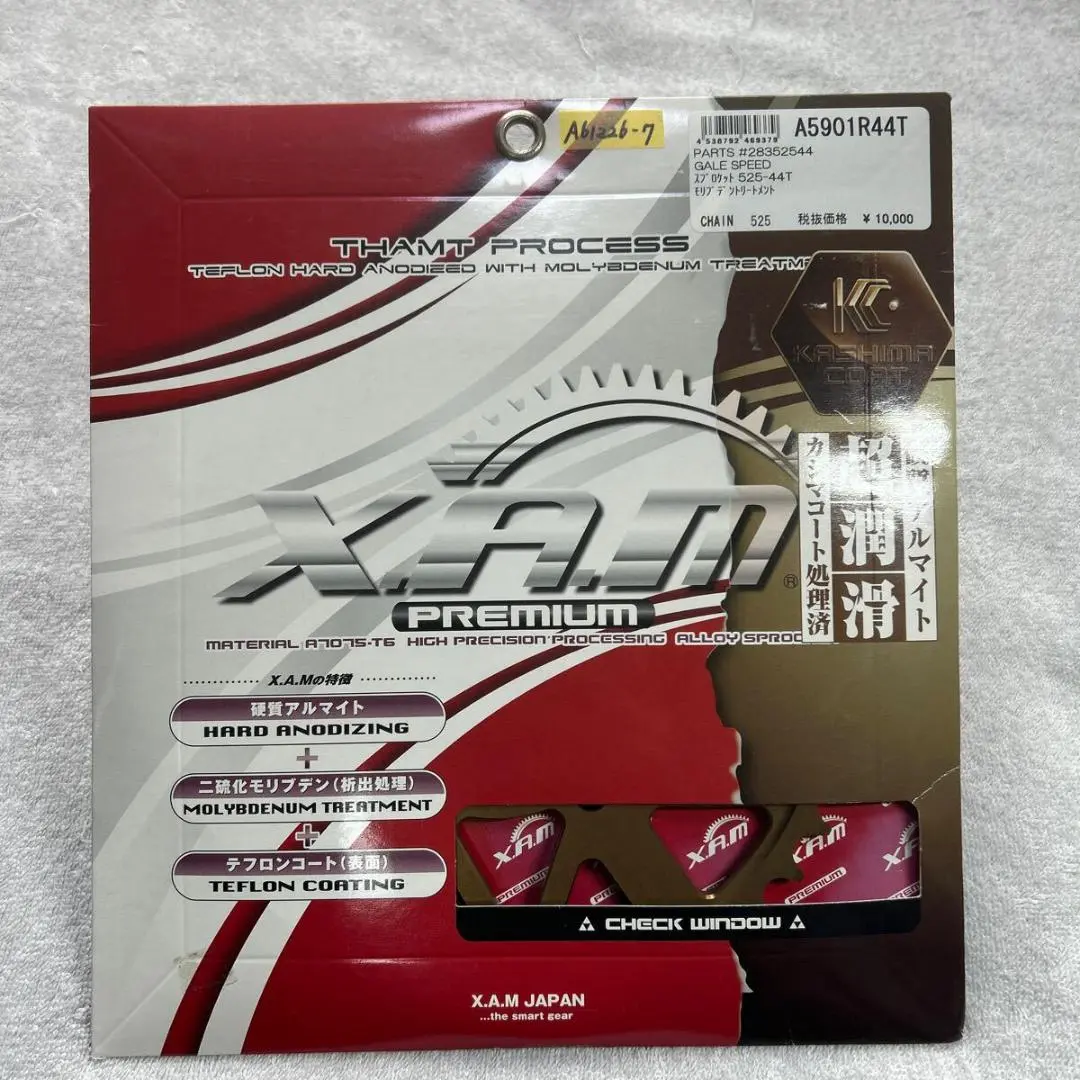 A61226-7
4 538792 469379
A5901R44T
PARTS #28352544
GALE SPEED
ｽﾌﾟﾛｹｯﾄ 525-44T
ﾓﾘﾌﾞﾃﾞﾝﾄﾘｰﾄﾒﾝﾄ
CHAIN 525 税抜価格 ¥ 10,000
THAMT PROCESS
TEFLON HARD ANODIZED WITH MOLYBDENUM TREATM
KC
KASHIMA
COAT
アルマイト
超潤滑
カシマコート処理済
X.A.M®
PREMIUM
MATERIAL A7075-T6 HIGH PRECISION PROCESSING ALLOY SPROC
X.A.Mの特徴
硬質アルマイト
HARD ANODIZING
+
二硫化モリブデン(析出処理)
MOLYBDENUM TREATMENT
+
テフロンコート(表面)
TEFLON COATING
X.A.M
PREMIUM
X.A.M
X.A.M
PREMIUM
X.A.M
CHECK WINDOW
X.A.M JAPAN
...the smart gear